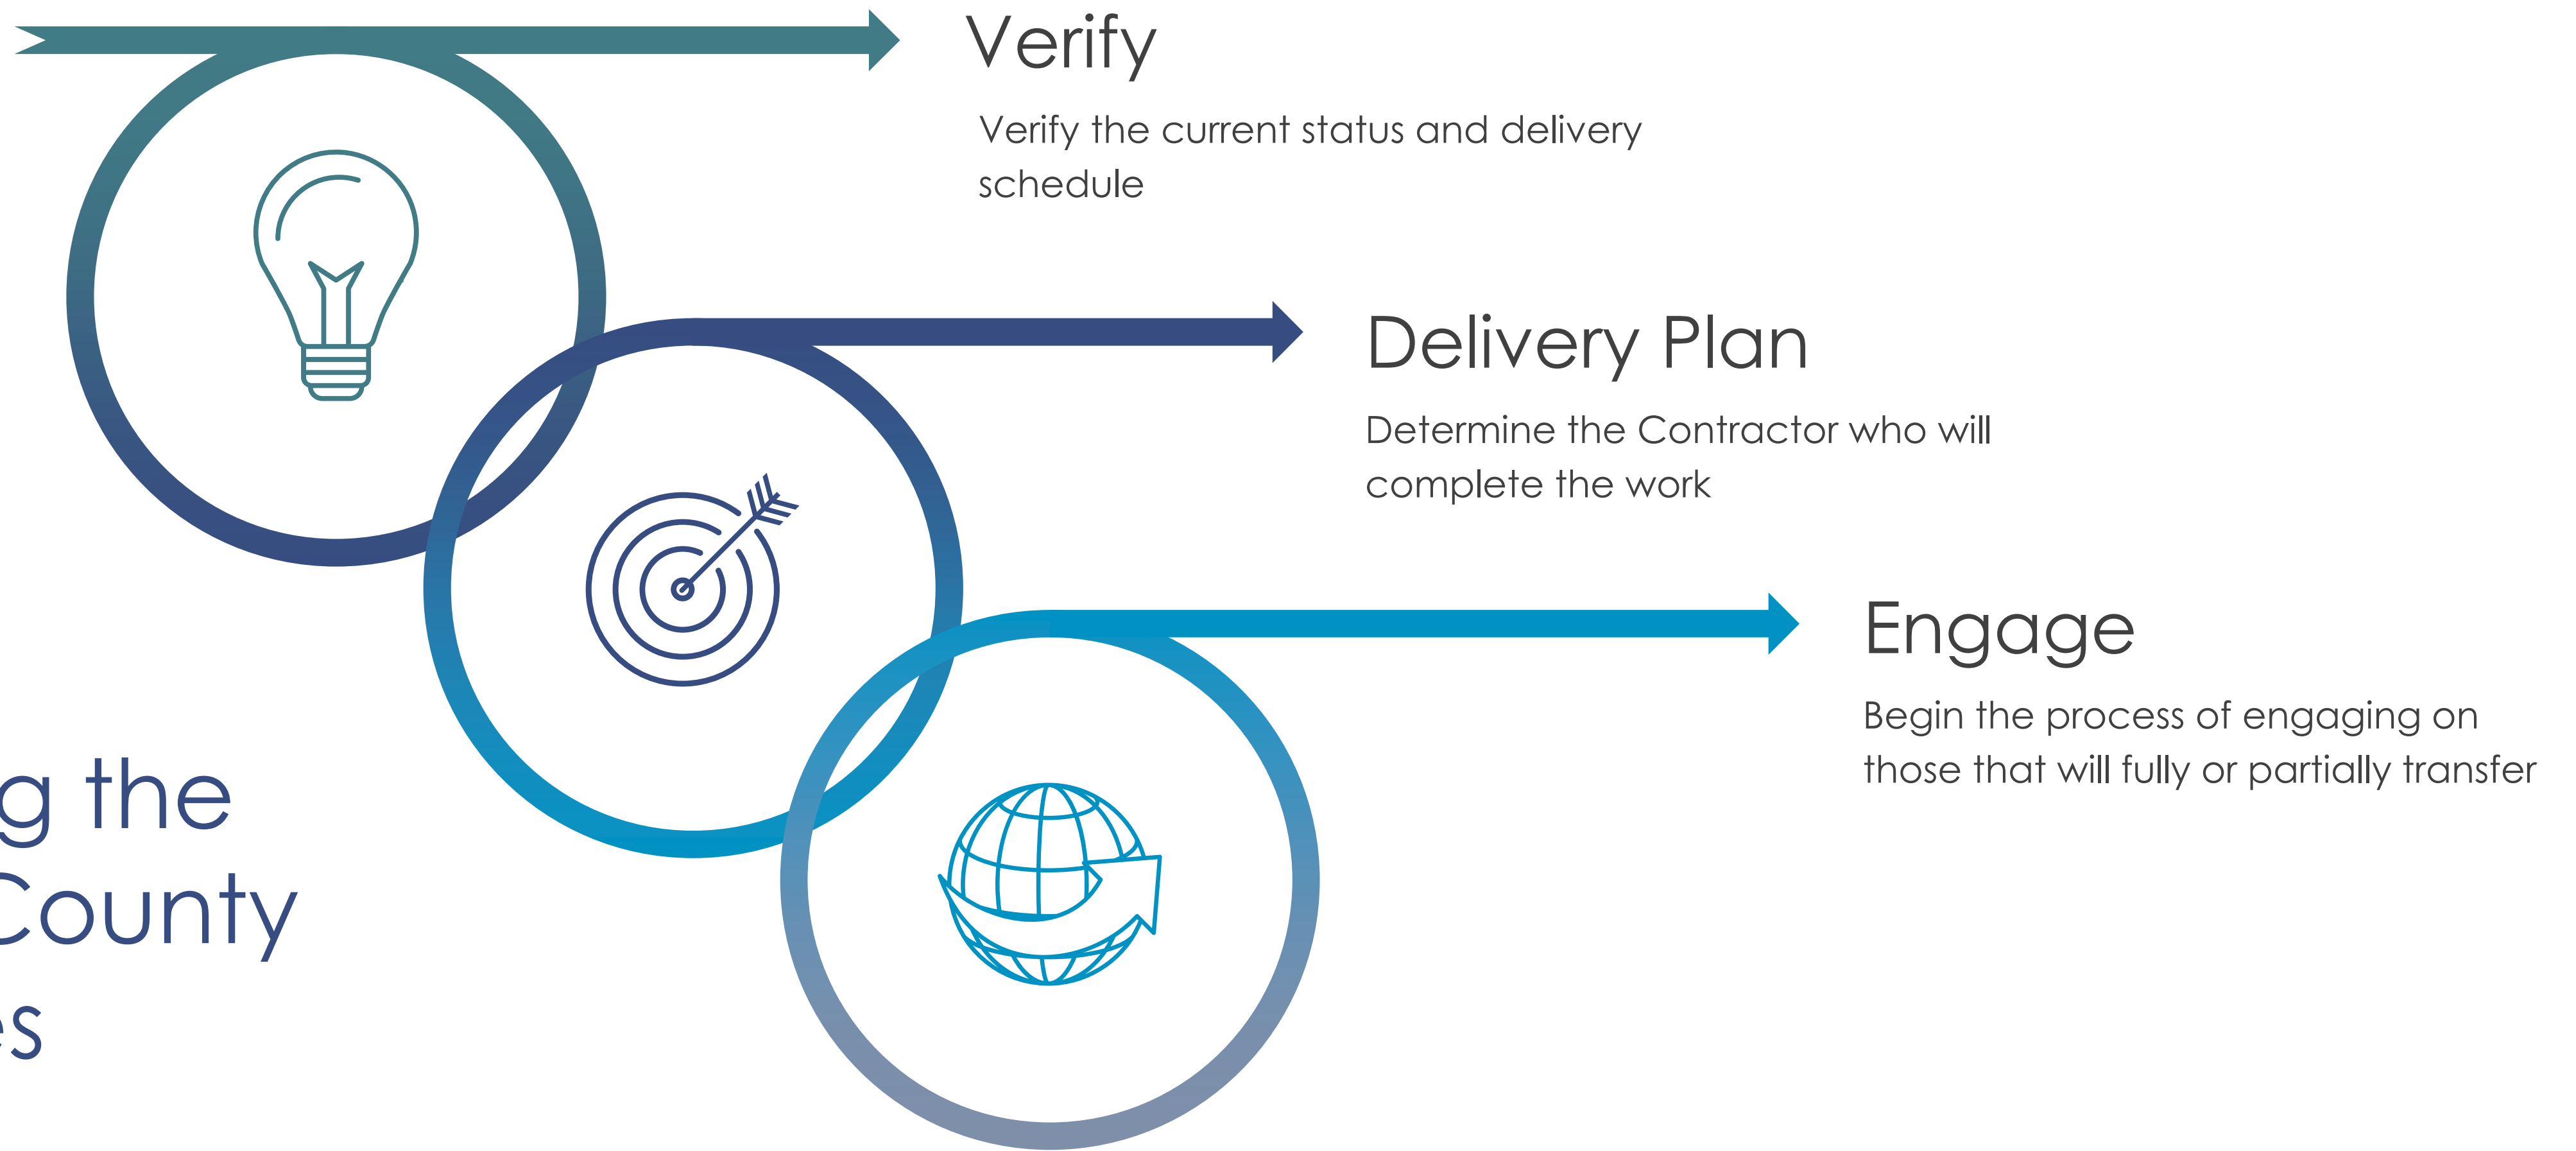 Verify
Verify the current status and delivery
schedule
Delivery Plan
Determine the Contractor who will
complete the work
Engage
Begin the process of engaging on
those that will fully or partially transfer
g the
County
es